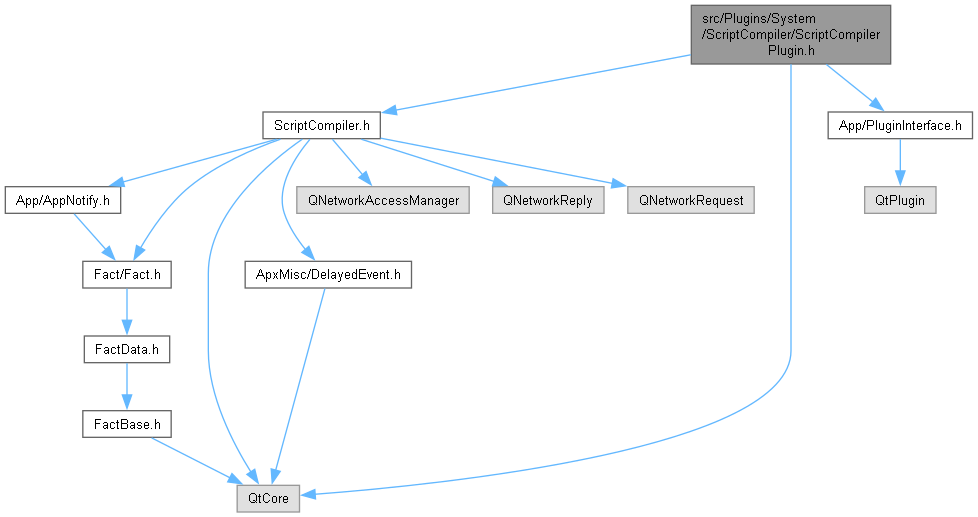 src/Plugins/System
/ScriptCompiler/ScriptCompiler
Plugin.h
ScriptCompiler.h
App/PluginInterface.h
App/AppNotify.h
QNetworkAccessManager
QNetworkReply
QNetworkRequest
QtPlugin
Fact/Fact.h
ApxMisc/DelayedEvent.h
FactData.h
FactBase.h
QtCore